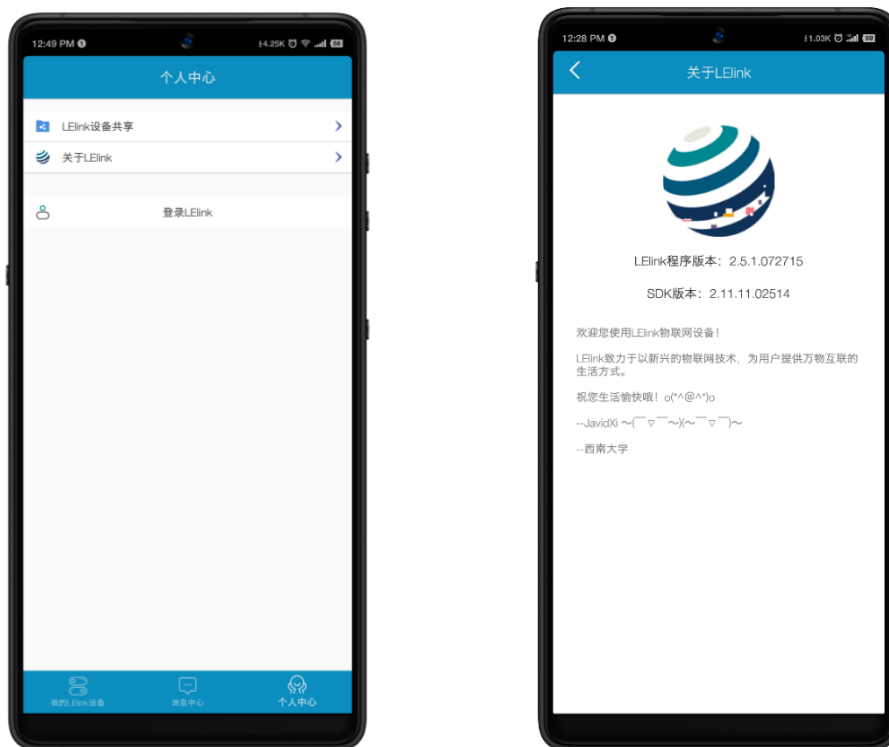 12:49 PM
4.25K
56
个人中心
LElink设备共享
关于LElink
登录LElink
我的LElink设备
消息中心
个人中心
12:28 PM
1.03K
59
关于LElink
LElink程序版本：2.5.1.072715
SDK版本：2.11.11.02514
欢迎您使用LElink物联网设备！
LElink致力于以新兴的物联网技术，为用户提供万物互联的
生活方式。
祝您生活愉快哦！o(*^@^*)o
--JavidXi ～(￣▽￣～)(～￣▽￣)～
--西南大学